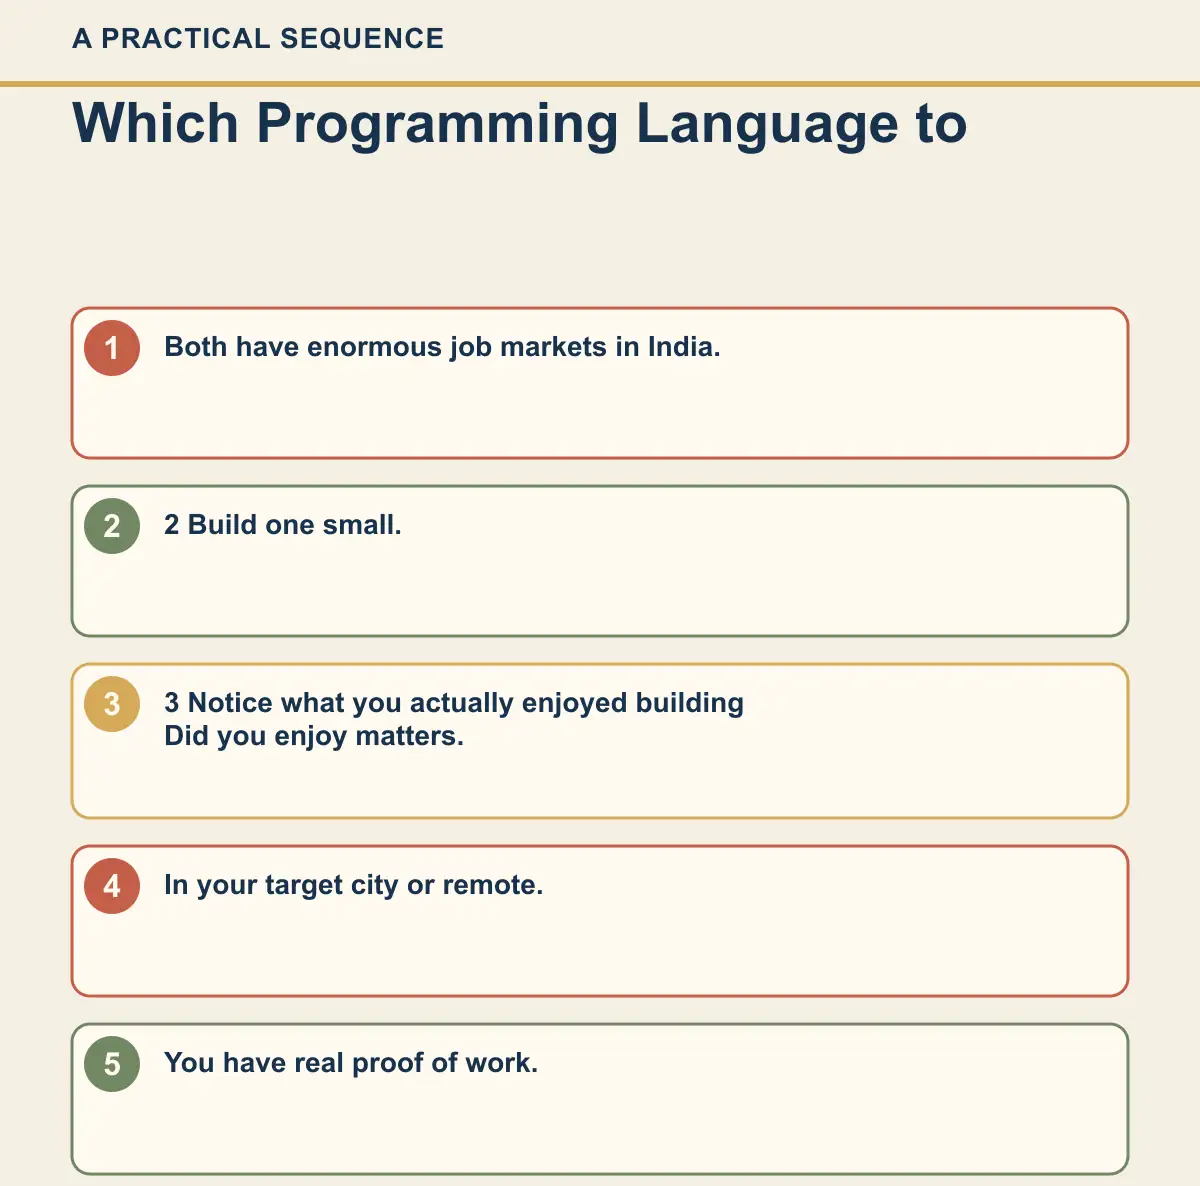 A PRACTICAL SEQUENCE
Which Programming Language to
1
Both have enormous job markets in India.
2
2 Build one small.
3
3 Notice what you actually enjoyed building
Did you enjoy matters.
4
In your target city or remote.
5
You have real proof of work.